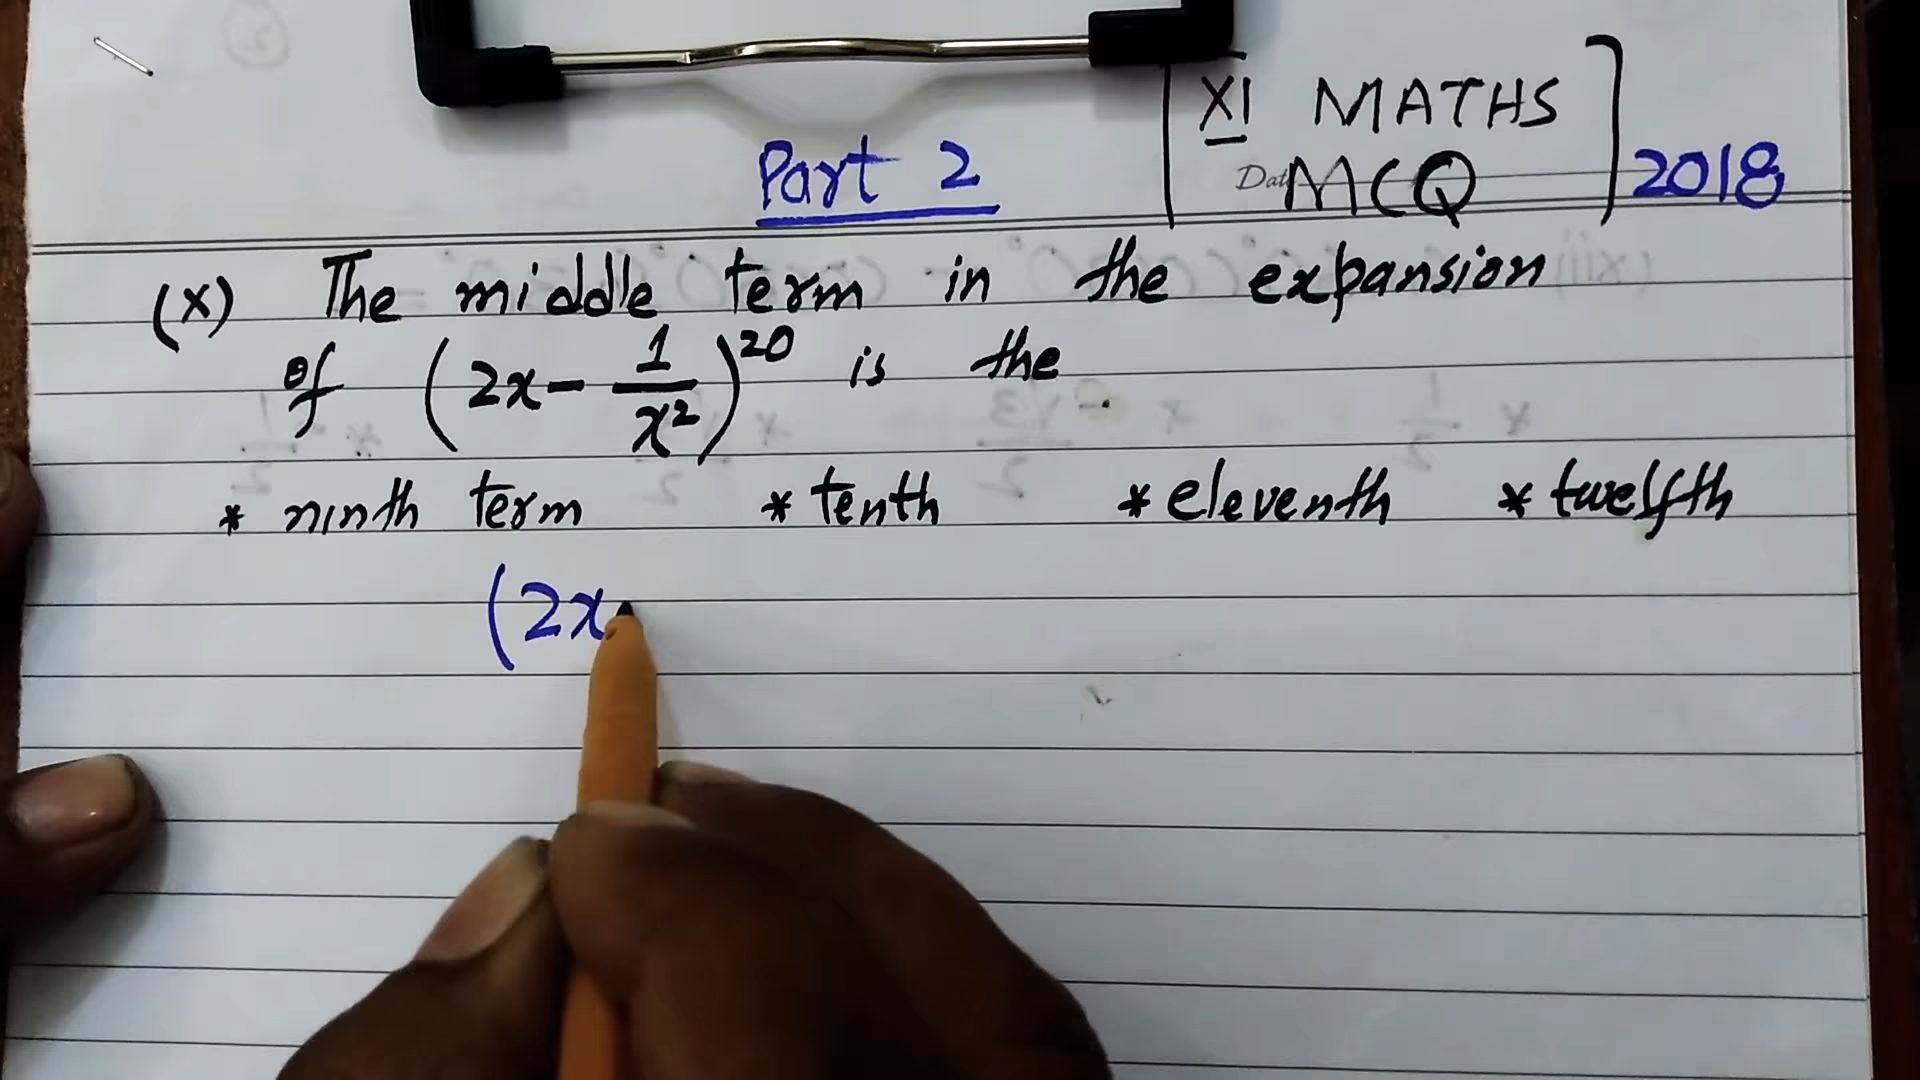 XI MATHS
Part 2 MCQ 2018
(x) The middle term in the expansion
of (2x - 1/x²)²⁰ is the
* ninth term * tenth * eleventh * twelfth
(2x